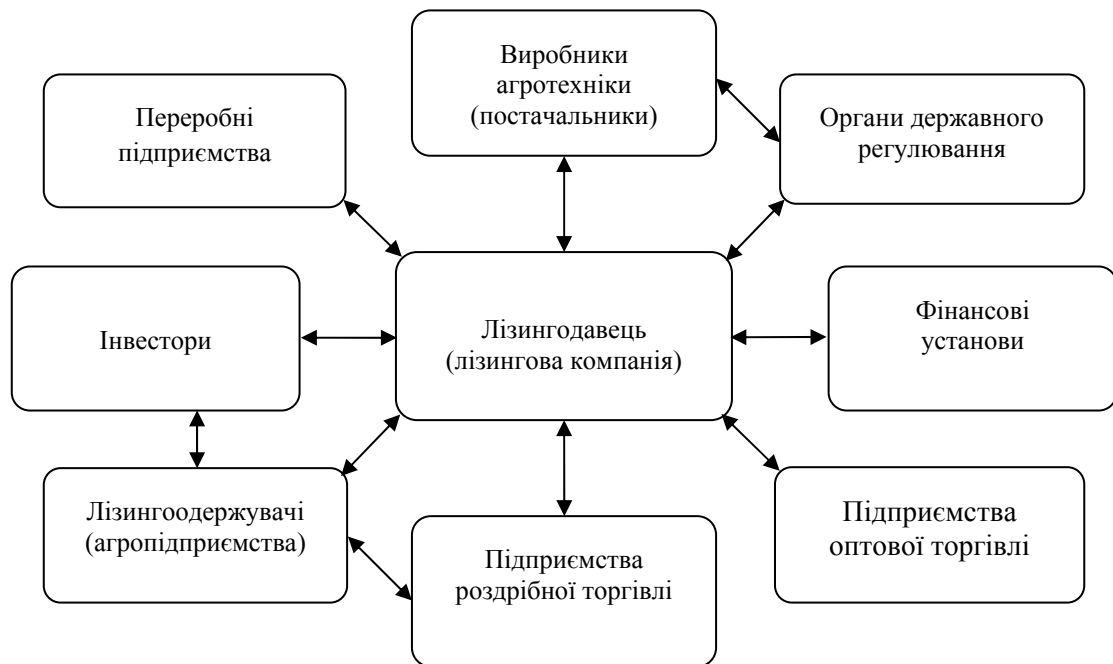 Виробники
агротехніки
(постачальники)
Переробні
підприємства
Органи державного
регулювання
Інвестори
Лізингодавець
(лізингова компанія)
Фінансові
установи
Лізингоодержувачі
(агропідприємства)
Підприємства
роздрібної торгівлі
Підприємства
оптової торгівлі